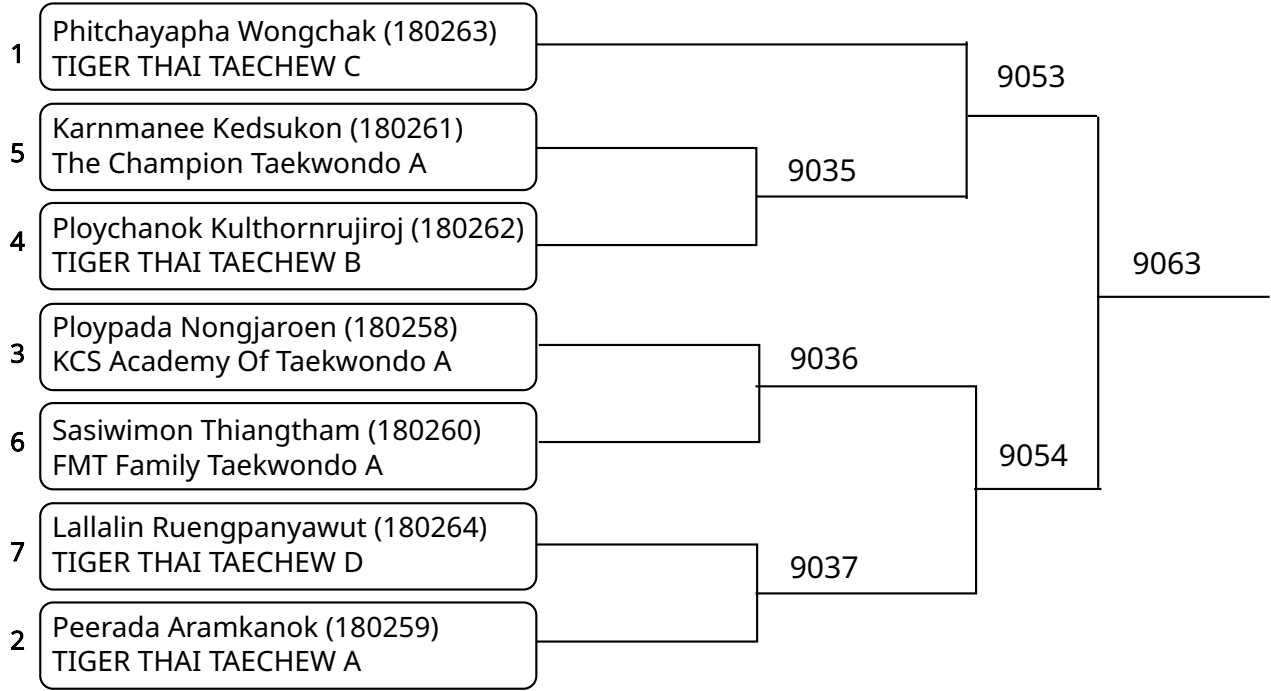 1
Phitchayapha Wongchak (180263)
TIGER THAI TAECHEW C
9053
5
Karnmanee Kedsukon (180261)
The Champion Taekwondo A
9035
4
Ploychanok Kulthornrujiroj (180262)
TIGER THAI TAECHEW B
9063
3
Ploypada Nongjaroen (180258)
KCS Academy Of Taekwondo A
9036
6
Sasiwimon Thiangtham (180260)
FMT Family Taekwondo A
9054
7
Lallalin Ruengpanyawut (180264)
TIGER THAI TAECHEW D
9037
2
Peerada Aramkanok (180259)
TIGER THAI TAECHEW A